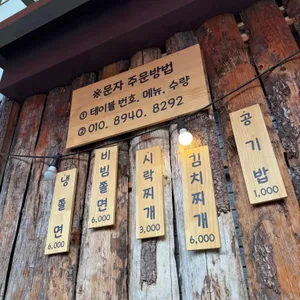 ※문자 주문방법
① 테이블 번호. 메뉴. 수량
② 010. 8940. 8292
냉쫄면
6,000
비빔쫄면
6,000
시락찌개
3,000
김치찌개
6,000
공기밥
1,000